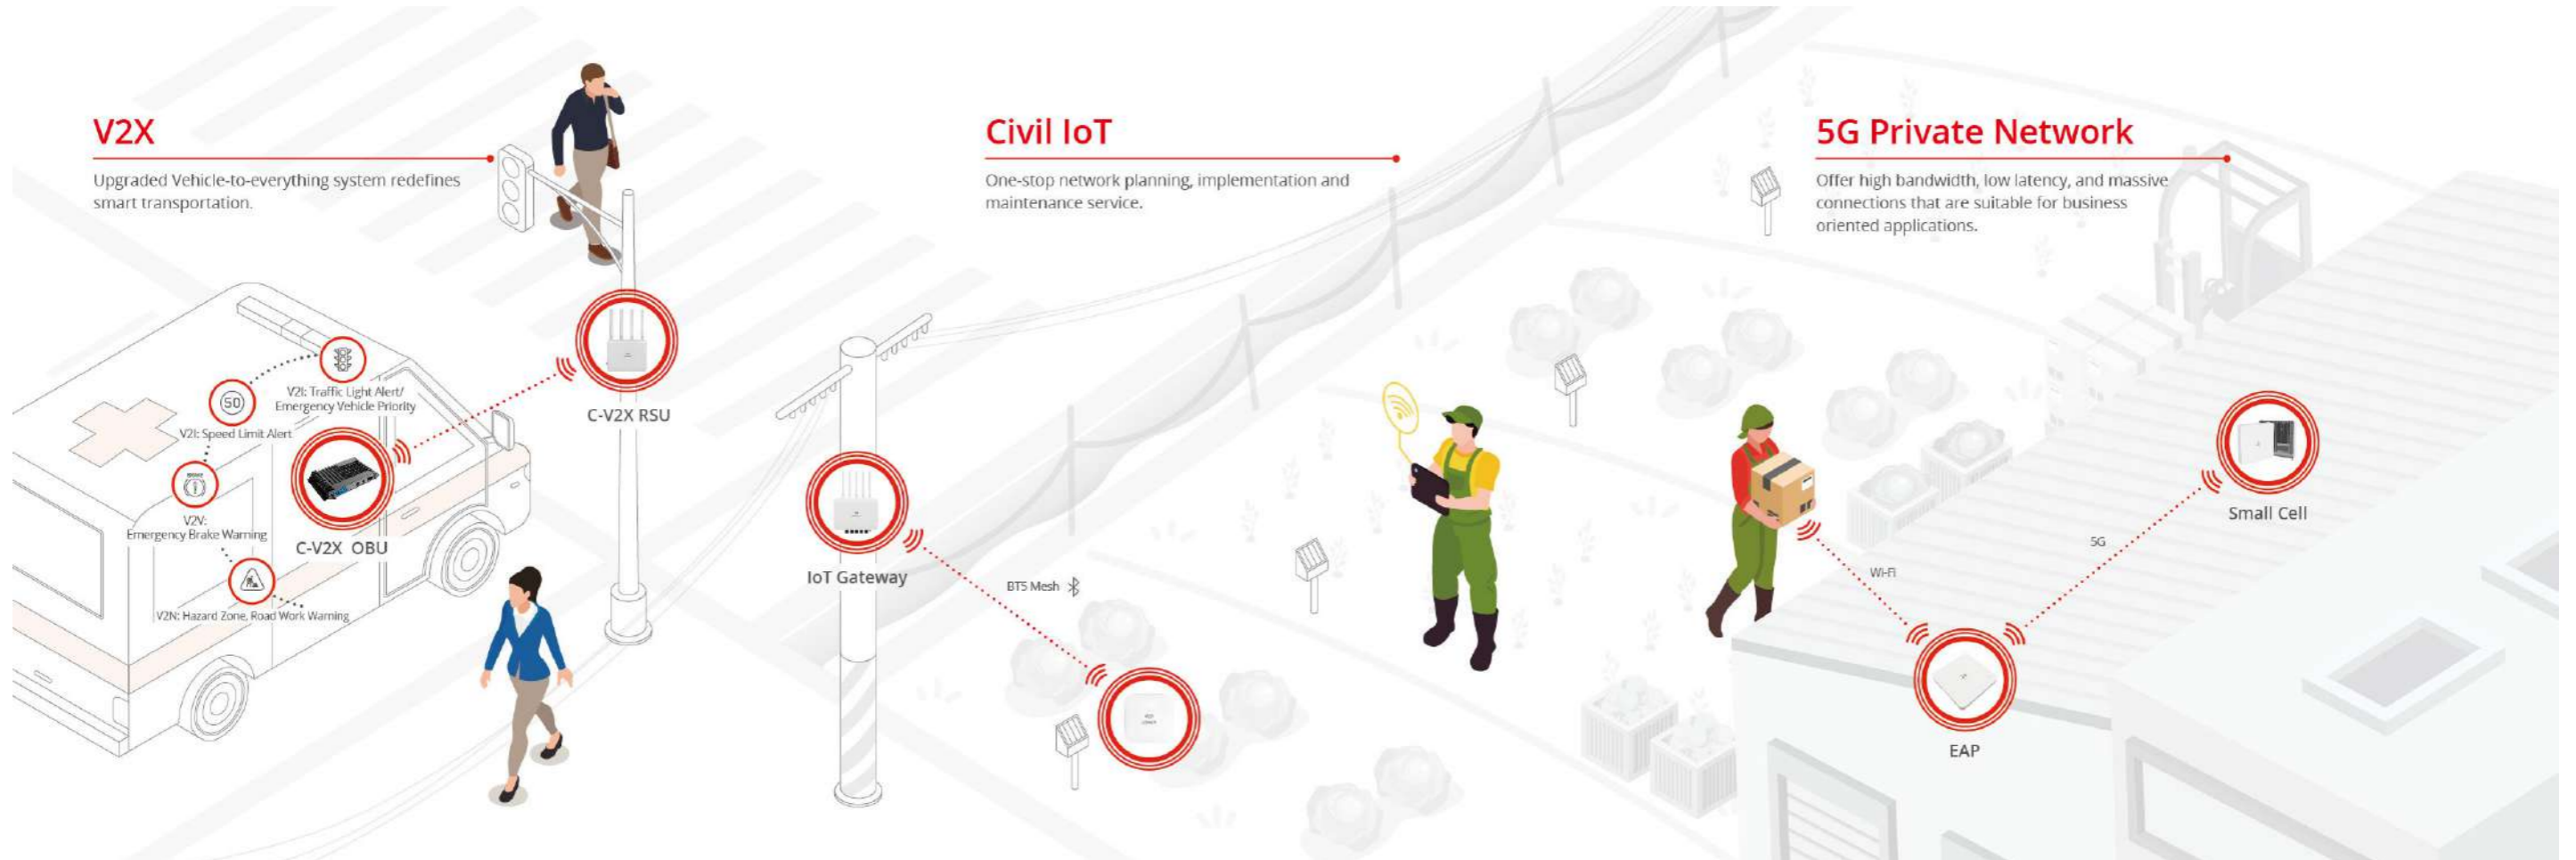 V2X
Upgraded Vehicle-to-everything system redefines
smart transportation.
V2I: Traffic Light Alert/
Emergency Vehicle Priority
50
V2I: Speed Limit Alert
V2V:
Emergency Brake Warning
C-V2X OBU
V2N: Hazard Zone, Road Work Warning
C-V2X RSU
Civil IoT
One-stop network planning, implementation and
maintenance service.
IoT Gateway
BT5 Mesh
5G Private Network
Offer high bandwidth, low latency, and massive
connections that are suitable for business
oriented applications.
Wi-Fi
5G
Small Cell
EAP